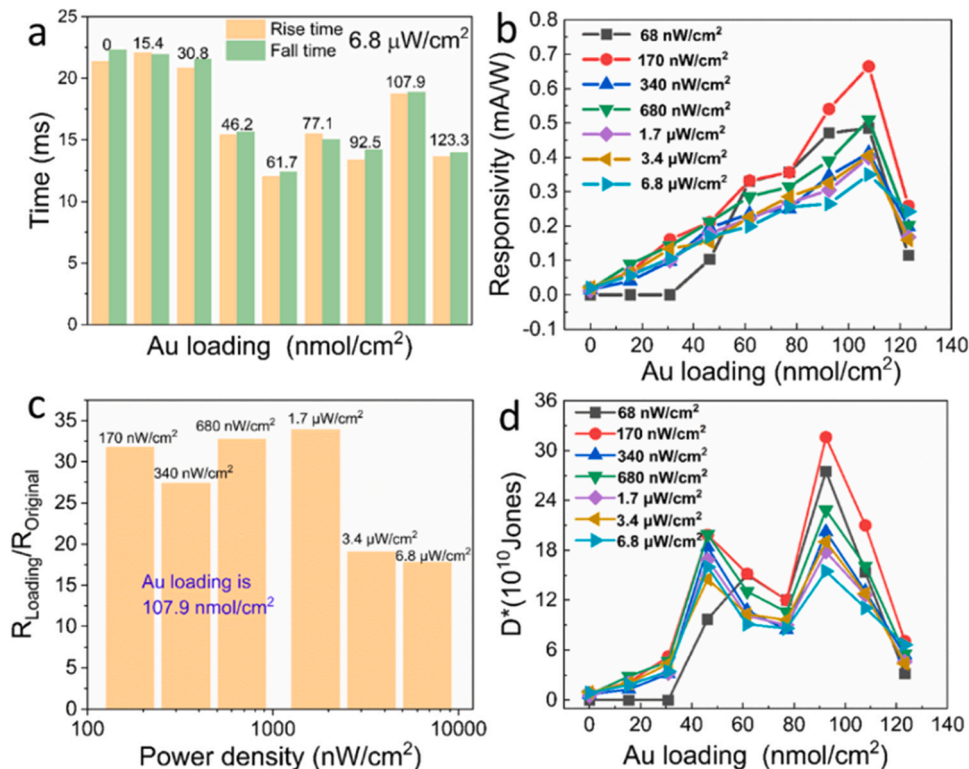 a
Rise time
Fall time
6.8 μW/cm²
0
15.4
30.8
46.2
61.7
77.1
92.5
107.9
123.3
25
20
15
10
5
0
Time (ms)
Au loading (nmol/cm²)
b
68 nW/cm²
170 nW/cm²
340 nW/cm²
680 nW/cm²
1.7 μW/cm²
3.4 μW/cm²
6.8 μW/cm²
0.8
0.7
0.6
0.5
0.4
0.3
0.2
0.1
0.0
-0.1
Responsivity (mA/W)
0 20 40 60 80 100 120 140
Au loading (nmol/cm²)
c
170 nW/cm²
340 nW/cm²
680 nW/cm²
1.7 μW/cm²
3.4 μW/cm²
6.8 μW/cm²
Au loading is
107.9 nmol/cm²
35
30
25
20
15
10
5
0
R_Loading/R_Original
100 1000 10000
Power density (nW/cm²)
d
68 nW/cm²
170 nW/cm²
340 nW/cm²
680 nW/cm²
1.7 μW/cm²
3.4 μW/cm²
6.8 μW/cm²
36
30
24
18
12
6
0
D*(10¹⁰Jones)
0 20 40 60 80 100 120 140
Au loading (nmol/cm²)